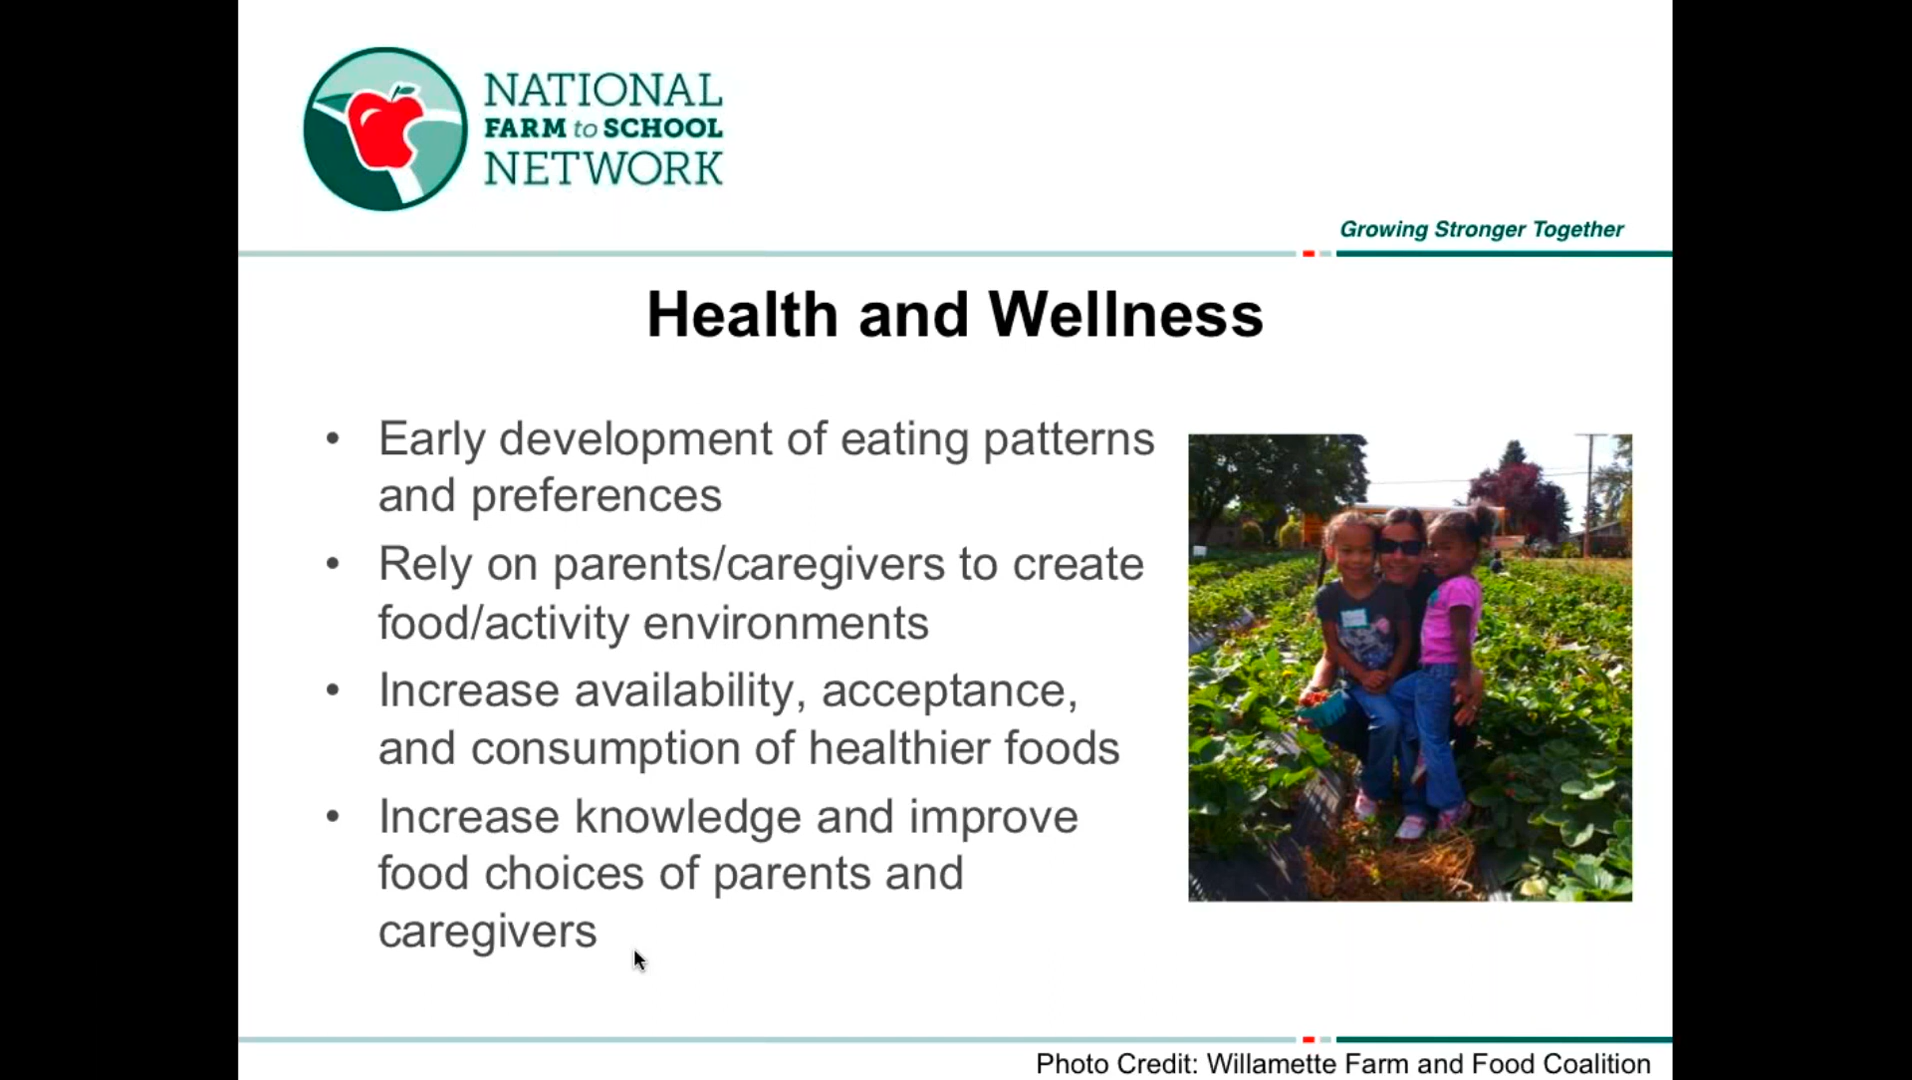 NATIONAL
FARM to SCHOOL
NETWORK
Growing Stronger Together
Health and Wellness
• Early development of eating patterns
and preferences
• Rely on parents/caregivers to create
food/activity environments
• Increase availability, acceptance,
and consumption of healthier foods
• Increase knowledge and improve
food choices of parents and
caregivers
Photo Credit: Willamette Farm and Food Coalition